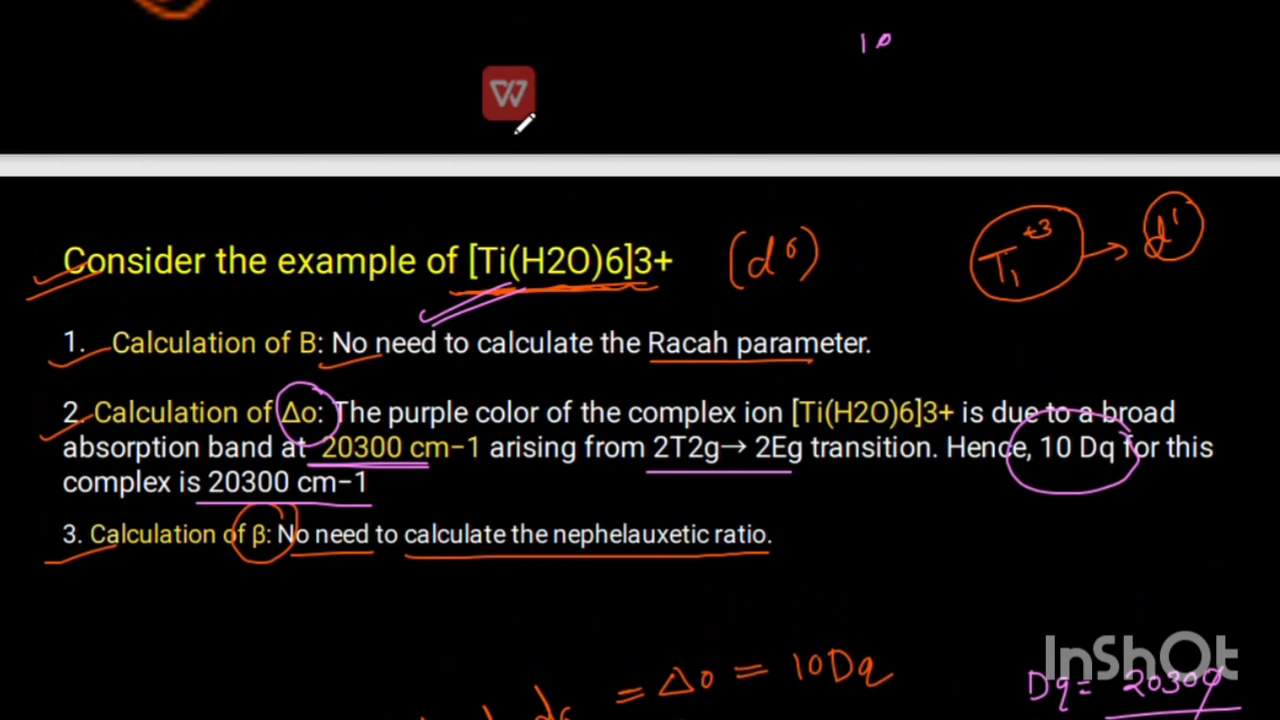 10
W
Consider the example of [Ti(H2O)6]3+ (d⁰) Ti+3 → d¹
1. Calculation of B: No need to calculate the Racah parameter.
2. Calculation of Δo: The purple color of the complex ion [Ti(H2O)6]3+ is due to a broad
absorption band at 20300 cm−1 arising from 2T2g→ 2Eg transition. Hence, 10 Dq for this
complex is 20300 cm−1
3. Calculation of β: No need to calculate the nephelauxetic ratio.
InShOt
= Δo = 10Dq
Dq = 20300